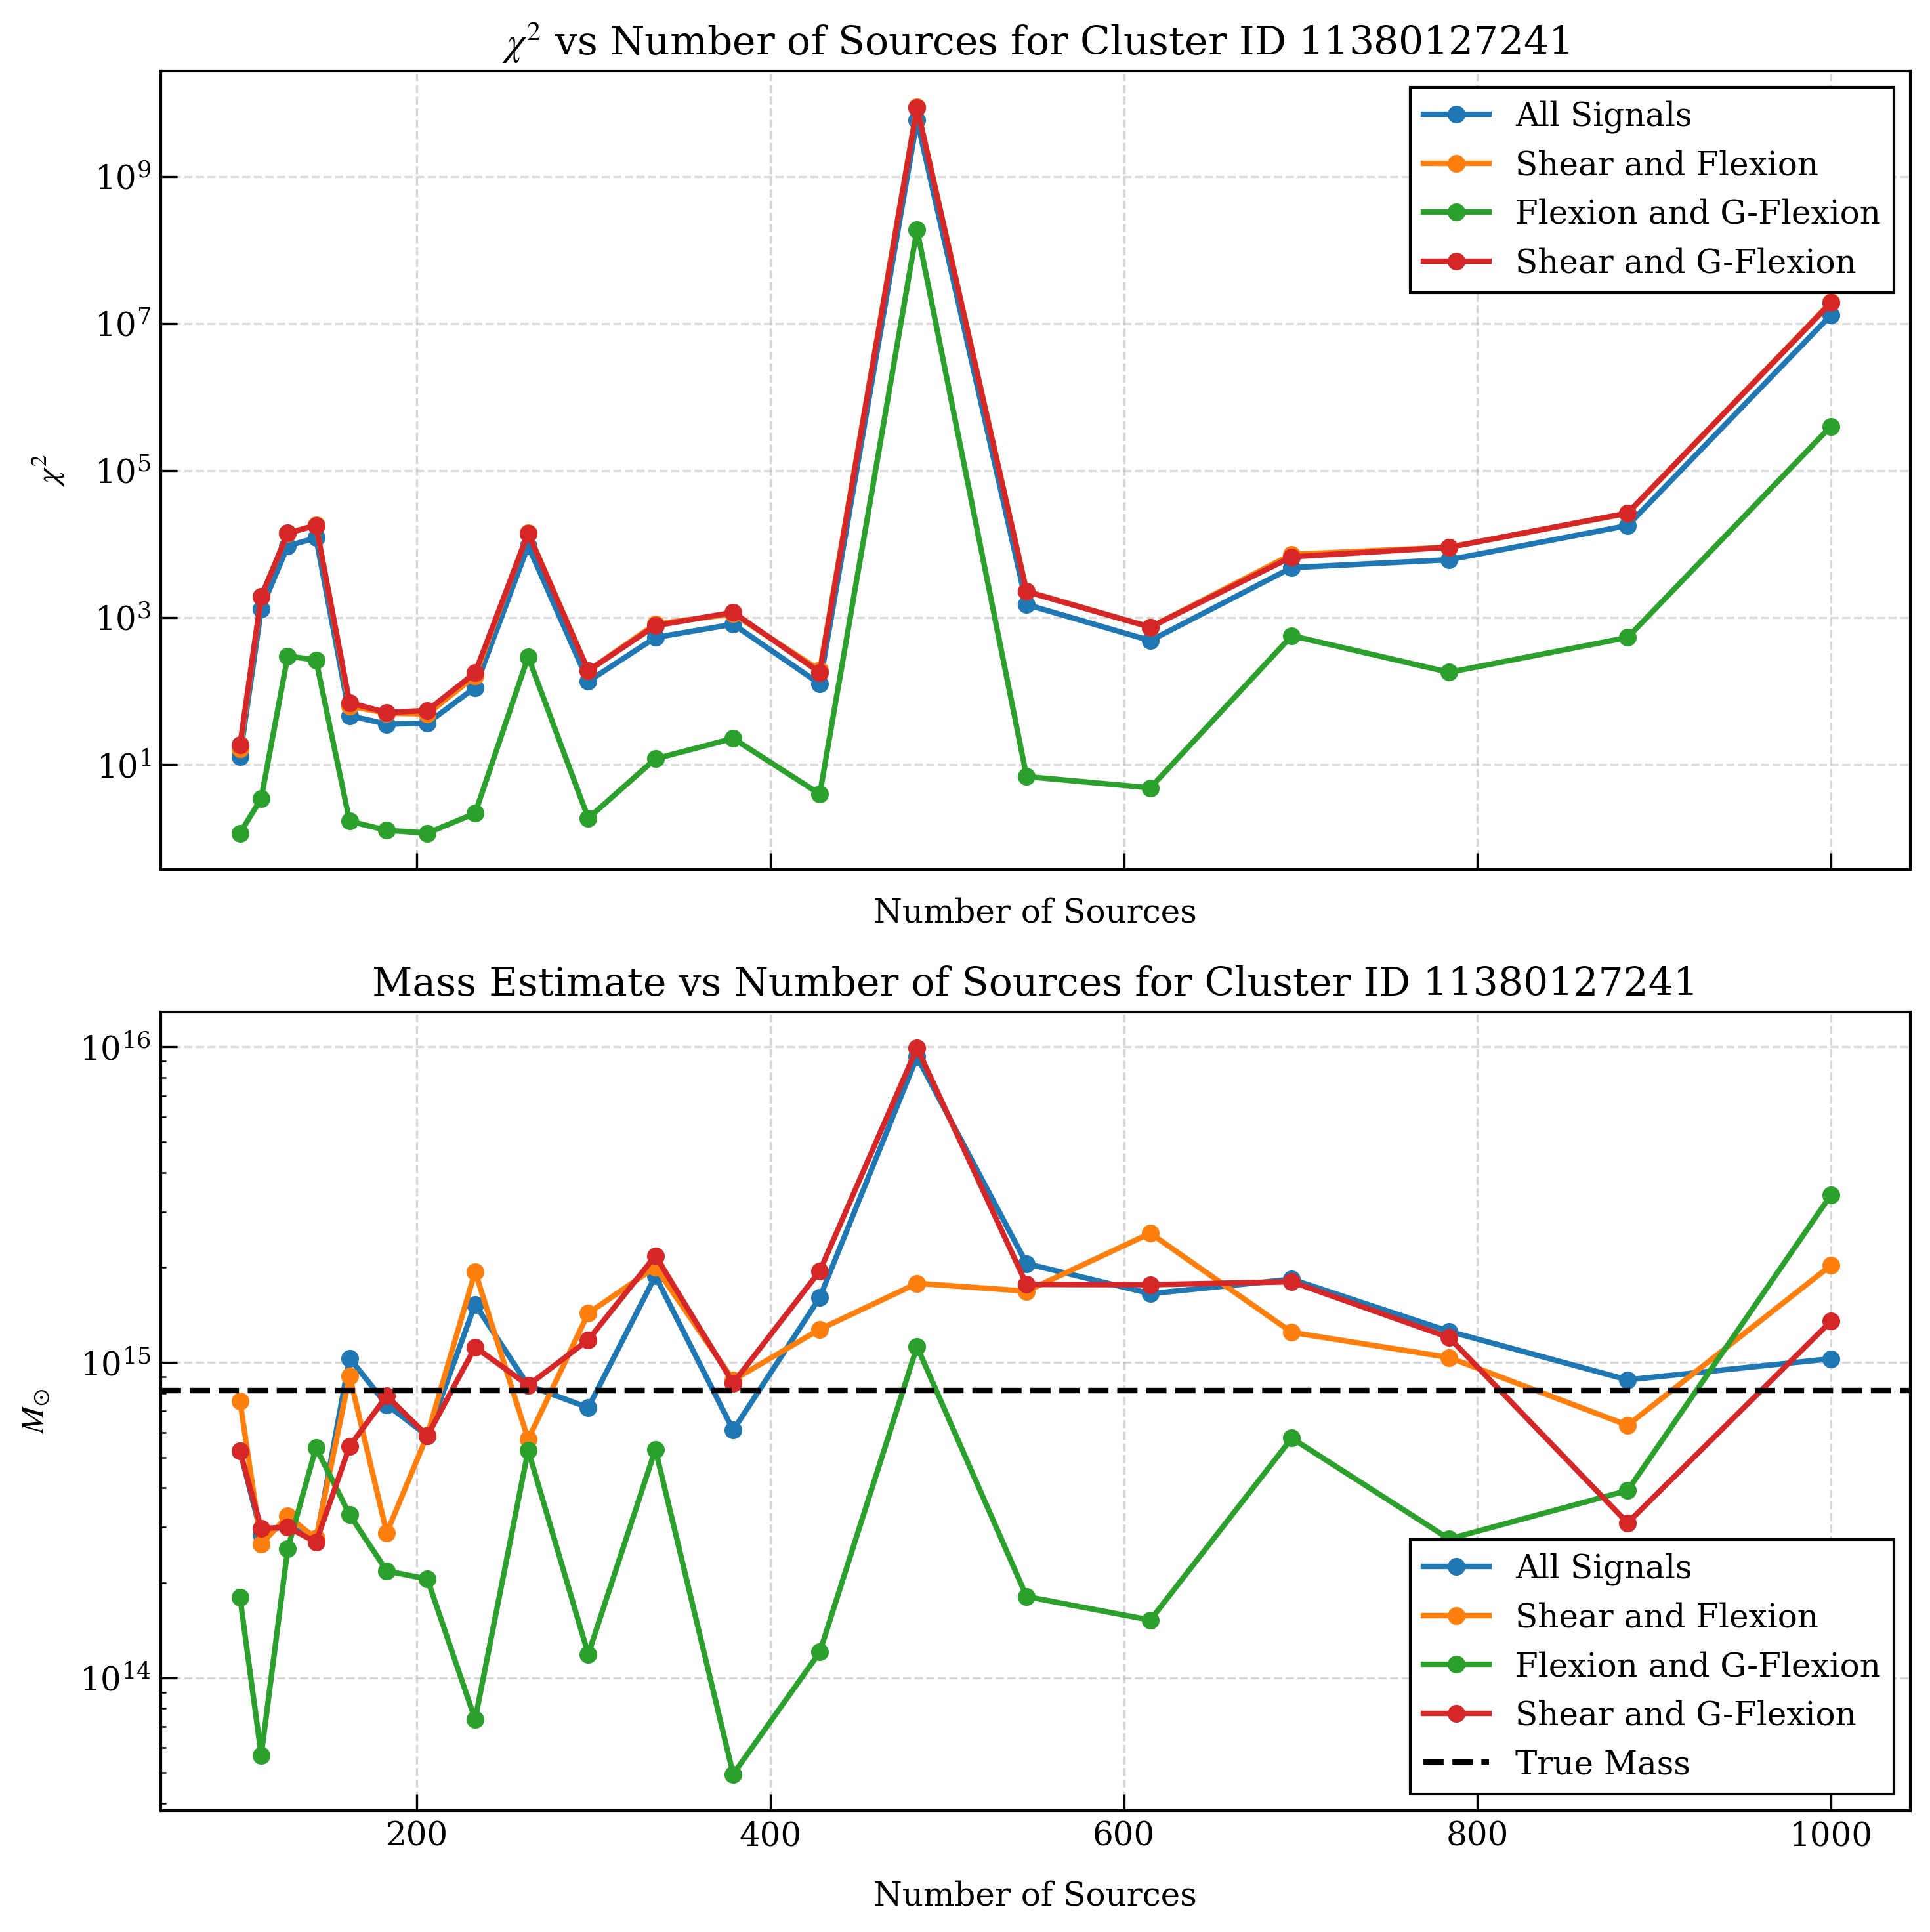 χ² vs Number of Sources for Cluster ID 11380127241
10⁹
10⁷
10⁵
10³
10¹
χ²
All Signals
Shear and Flexion
Flexion and G-Flexion
Shear and G-Flexion
Number of Sources
Mass Estimate vs Number of Sources for Cluster ID 11380127241
10¹⁶
10¹⁵
10¹⁴
M⊙
All Signals
Shear and Flexion
Flexion and G-Flexion
Shear and G-Flexion
True Mass
200 400 600 800 1000
Number of Sources